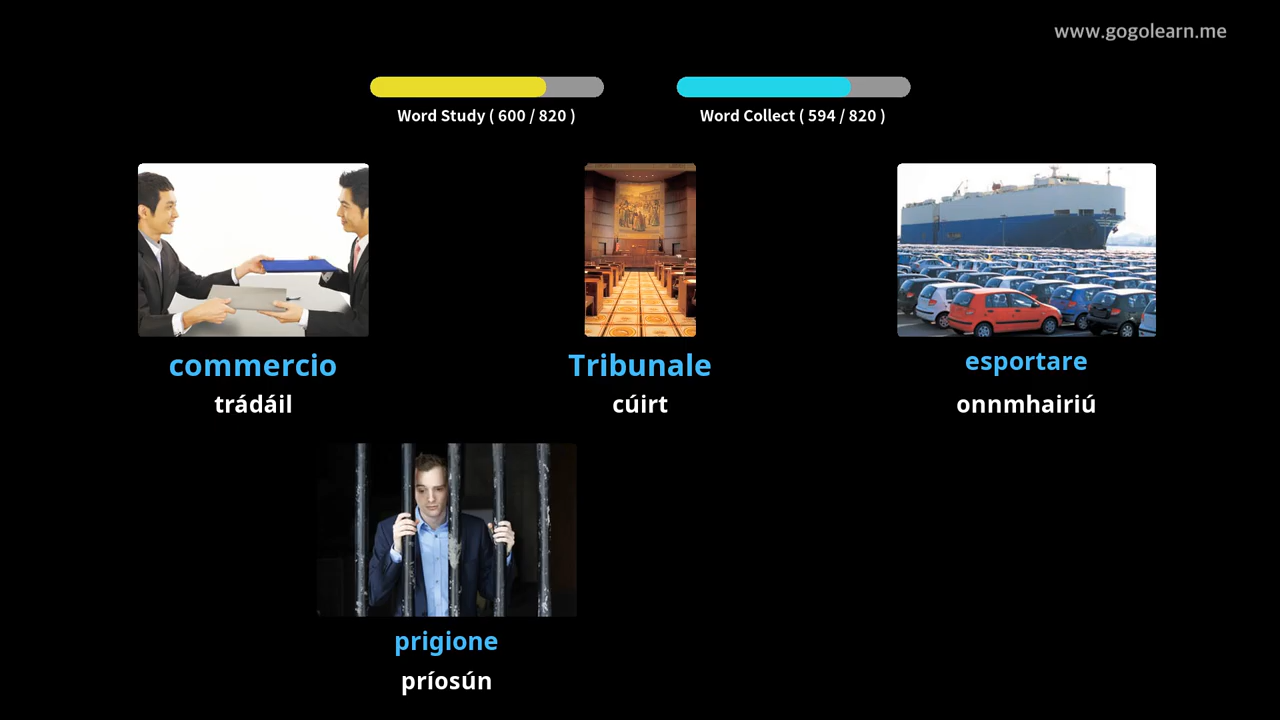 www.gogolearn.me
Word Study ( 600 / 820 )
Word Collect ( 594 / 820 )
commercio
trádáil
Tribunale
cúirt
esportare
onnmhairiú
prigione
príosún